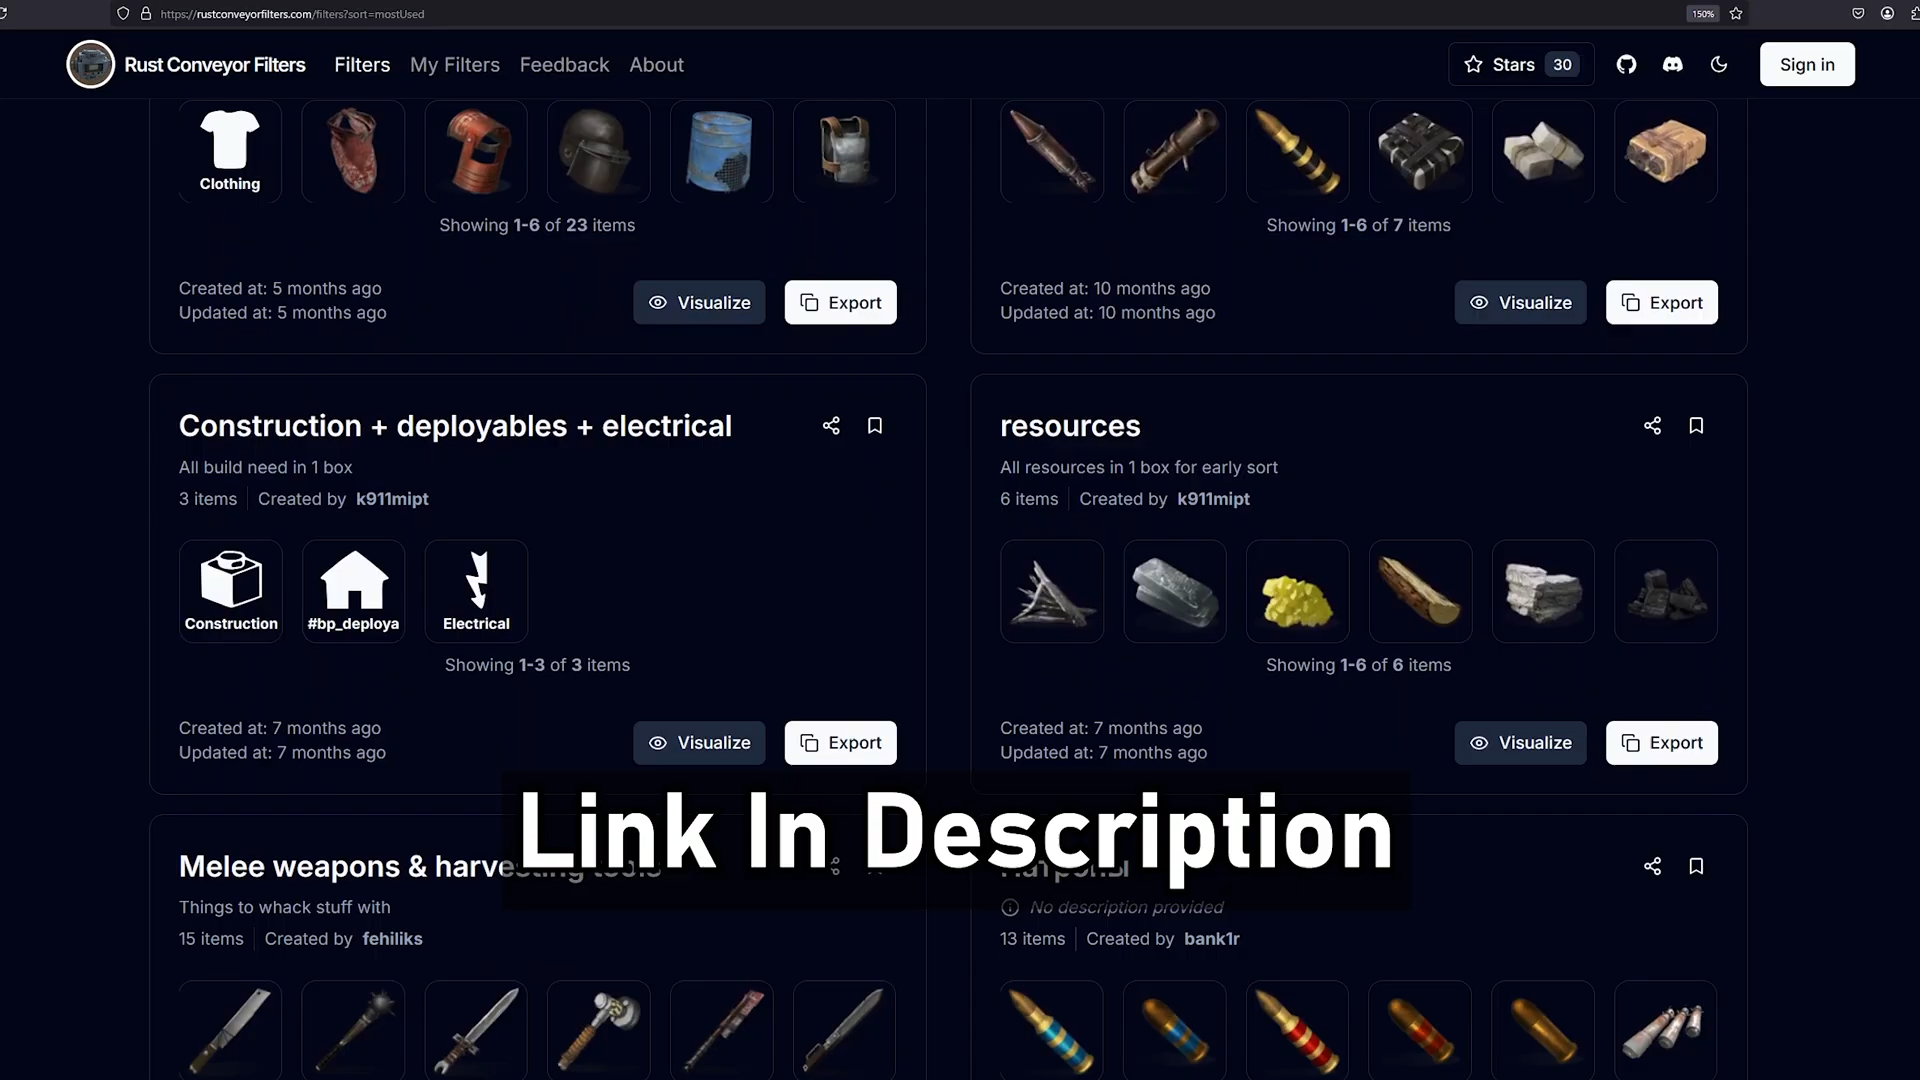 https://rustconveyorfilters.com/filters?sort=mostUsed
150%
Rust Conveyor Filters
Filters
My Filters
Feedback
About
Stars 30
Sign in
Clothing
Showing 1-6 of 23 items
Showing 1-6 of 7 items
Created at: 5 months ago
Updated at: 5 months ago
Visualize
Export
Created at: 10 months ago
Updated at: 10 months ago
Visualize
Export
Construction + deployables + electrical
All build need in 1 box
3 items
Created by k911mipt
Construction
#bp_deploya
Electrical
Showing 1-3 of 3 items
Created at: 7 months ago
Updated at: 7 months ago
Visualize
Export
resources
All resources in 1 box for early sort
6 items
Created by k911mipt
Showing 1-6 of 6 items
Created at: 7 months ago
Updated at: 7 months ago
Visualize
Export
Link In Description
Melee weapons & harvesting tools
Things to whack stuff with
15 items
Created by fehiliks
No description provided
13 items
Created by bank1r